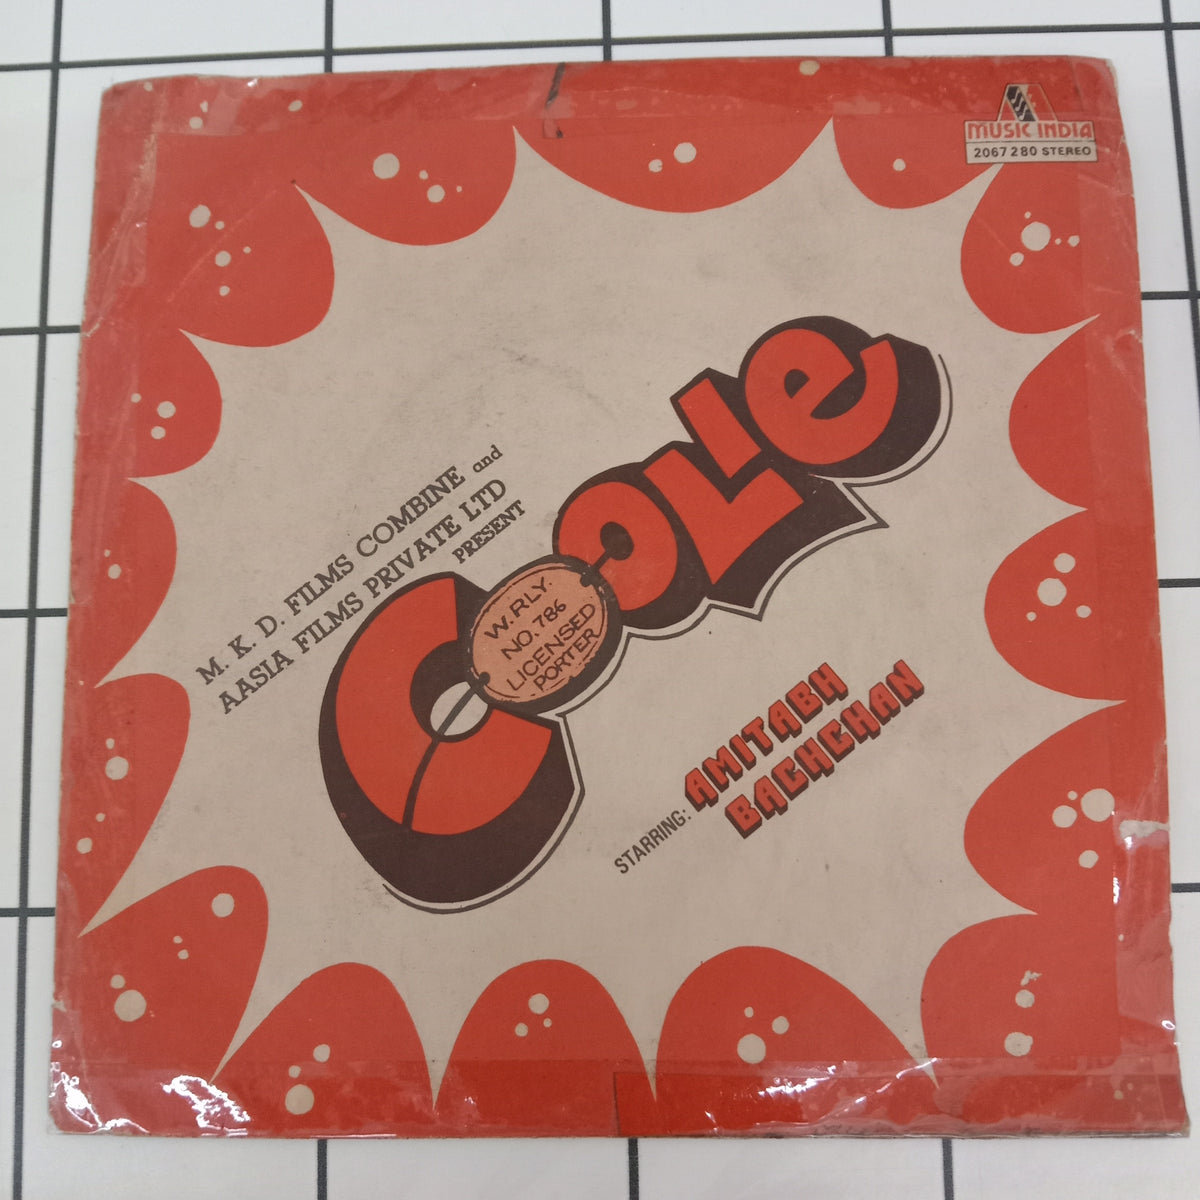 MUSIC INDIA
2067 280 STEREO
M. K. D. FILMS COMBINE and
AASIA FILMS PRIVATE LTD
PRESENT
Coolie
W. RLY.
NO. 786
LICENSED
PORTER
STARRING: AMITABH
BACHCHAN